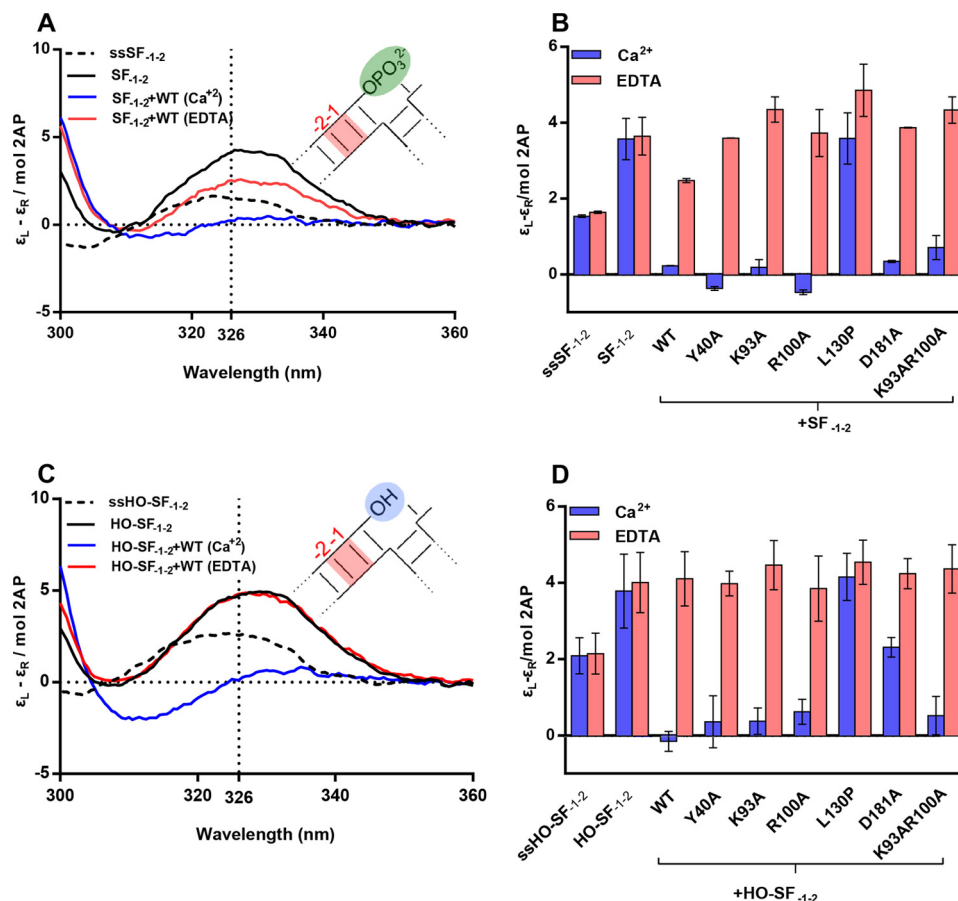 A
10
5
0
-5
300
320
326
340
360
εL - εR / mol 2AP
Wavelength (nm)
ssSF-1-2
SF-1-2
SF-1-2+WT (Ca+2)
SF-1-2+WT (EDTA)
OPO3 2-
-2 -1
B
6
4
2
0
εL-εR/mol 2AP
Ca2+
EDTA
ssSF-1-2
SF-1-2
WT
Y40A
K93A
R100A
L130P
D181A
K93AR100A
+SF -1-2
C
10
5
0
-5
300
320
326
340
360
εL - εR / mol 2AP
Wavelength (nm)
ssHO-SF-1-2
HO-SF-1-2
HO-SF-1-2+WT (Ca+2)
HO-SF-1-2+WT (EDTA)
OH
-2 -1
D
6
4
2
0
εL-εR/mol 2AP
Ca2+
EDTA
ssHO-SF-1-2
HO-SF-1-2
WT
Y40A
K93A
R100A
L130P
D181A
K93AR100A
+HO-SF -1-2